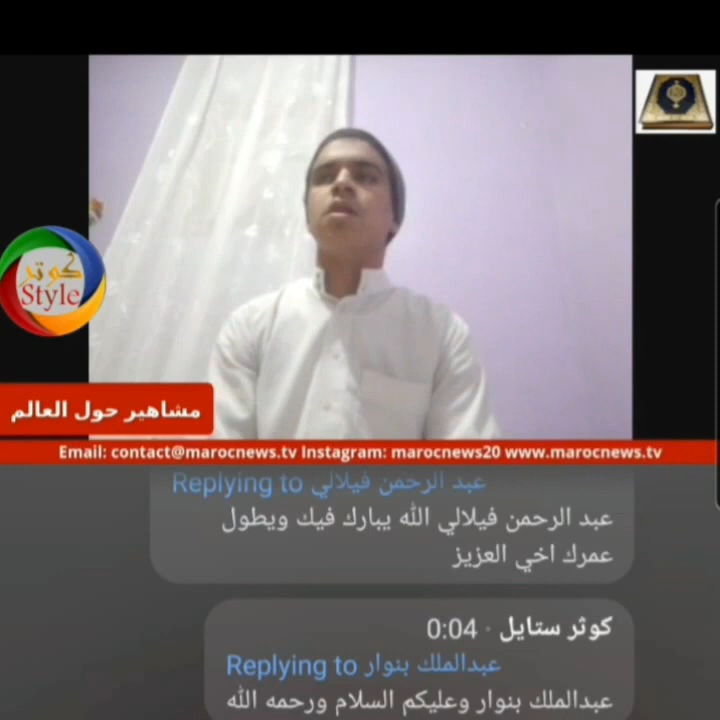 كوثر
Style
مشاهير حول العالم
Email: contact@marocnews.tv Instagram: marocnews20 www.marocnews.tv
Replying to عبد الرحمن فيلالي
عبد الرحمن فيلالي الله يبارك فيك ويطول
عمرك اخي العزيز
كوثر ستايل · 0:04
Replying to عبدالملك بنوار
عبدالملك بنوار وعليكم السلام ورحمه الله